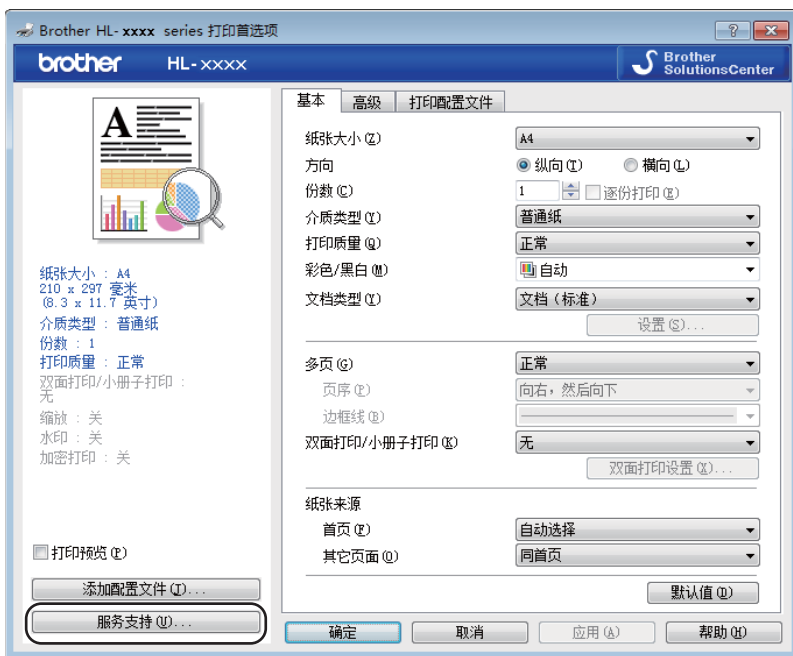 Brother HL- xxxx series 打印首选项
brother HL-xxxx
Brother
SolutionsCenter
A
纸张大小 : A4
210 x 297 毫米
(8.3 x 11.7 英寸)
介质类型 : 普通纸
份数 : 1
打印质量 : 正常
双面打印/小册子打印 :
无
缩放 : 关
水印 : 关
加密打印 : 关
打印预览(P)
添加配置文件(I)...
服务支持(U)...
基本 高级 打印配置文件
纸张大小(Z) A4
方向 纵向(T) 横向(L)
份数(C) 1 逐份打印(E)
介质类型(Y) 普通纸
打印质量(Q) 正常
彩色/黑白(M) 自动
文档类型(Y) 文档(标准)
设置(S)...
多页(G) 正常
页序(P) 向右,然后向下
边框线(B)
双面打印/小册子打印(K) 无
双面打印设置(X)...
纸张来源
首页(F) 自动选择
其它页面(O) 同首页
默认值(D)
确定 取消 应用(A) 帮助(H)